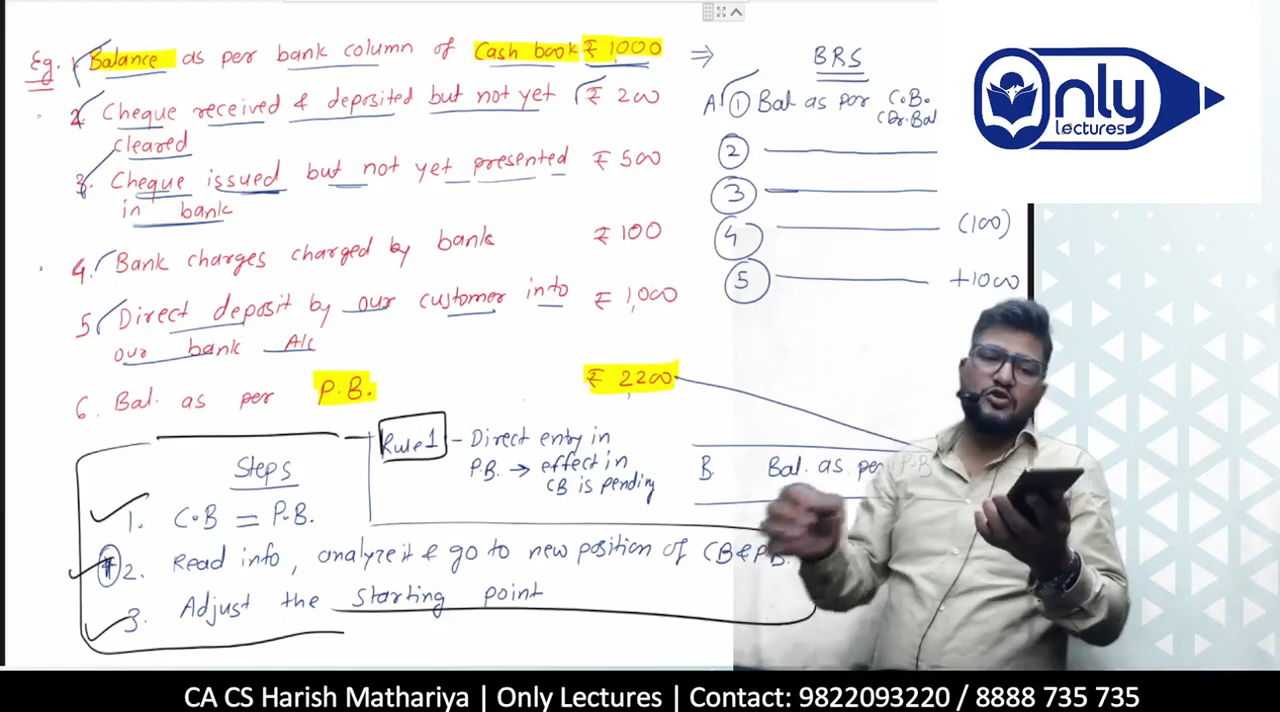 Eg. 1. Balance as per bank column of Cash book ₹ 1000 ⇒
2. Cheque received & deposited but not yet ₹ 200
cleared
3. Cheque issued but not yet presented ₹ 500
in bank
4. Bank charges charged by bank ₹ 100
5. Direct deposit by our customer into ₹ 1,000
our bank A/c
6. Bal. as per P.B. ₹ 2200
BRS
A ① Bal as per C.B.
(Dr. Bal
②
③
④ (100)
⑤ +1000
B Bal. as per P.B
Rule 1 - Direct entry in
P.B. → effect in
CB is pending
Steps
1. C.B = P.B.
2. Read info, analyze it & go to new position of CB & P.B.
3. Adjust the starting point
Only
lectures
CA CS Harish Mathariya | Only Lectures | Contact: 9822093220 / 8888 735 735